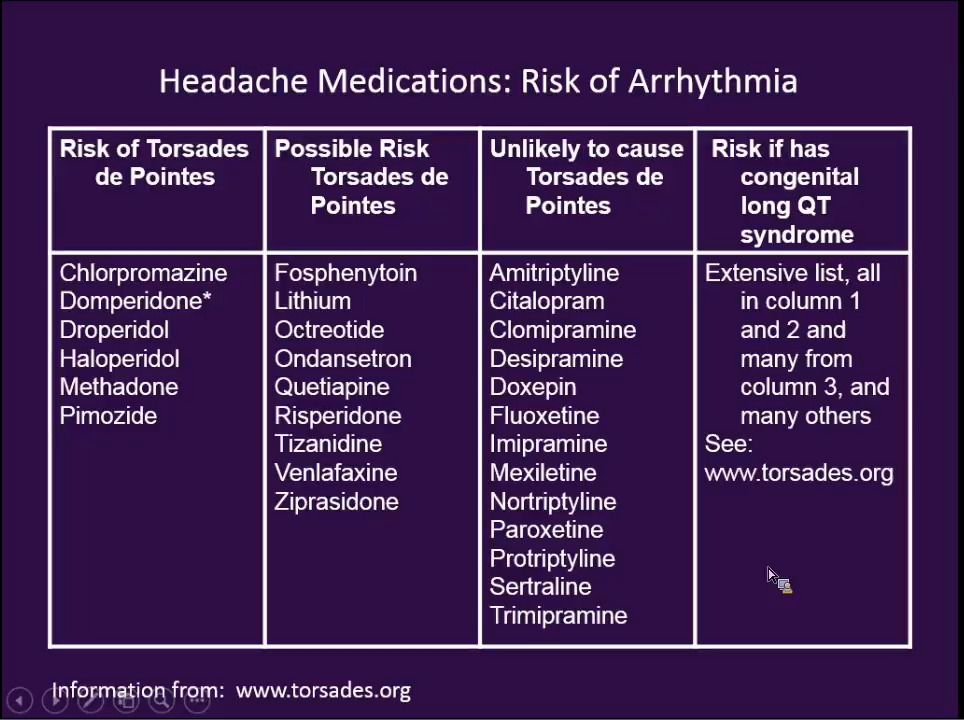 Headache Medications: Risk of Arrhythmia
Risk of Torsades
de Pointes
Possible Risk
Torsades de
Pointes
Unlikely to cause
Torsades de
Pointes
Risk if has
congenital
long QT
syndrome
Chlorpromazine
Domperidone*
Droperidol
Haloperidol
Methadone
Pimozide
Fosphenytoin
Lithium
Octreotide
Ondansetron
Quetiapine
Risperidone
Tizanidine
Venlafaxine
Ziprasidone
Amitriptyline
Citalopram
Clomipramine
Desipramine
Doxepin
Fluoxetine
Imipramine
Mexiletine
Nortriptyline
Paroxetine
Protriptyline
Sertraline
Trimipramine
Extensive list, all
in column 1
and 2 and
many from
column 3, and
many others
See:
www.torsades.org
Information from: www.torsades.org